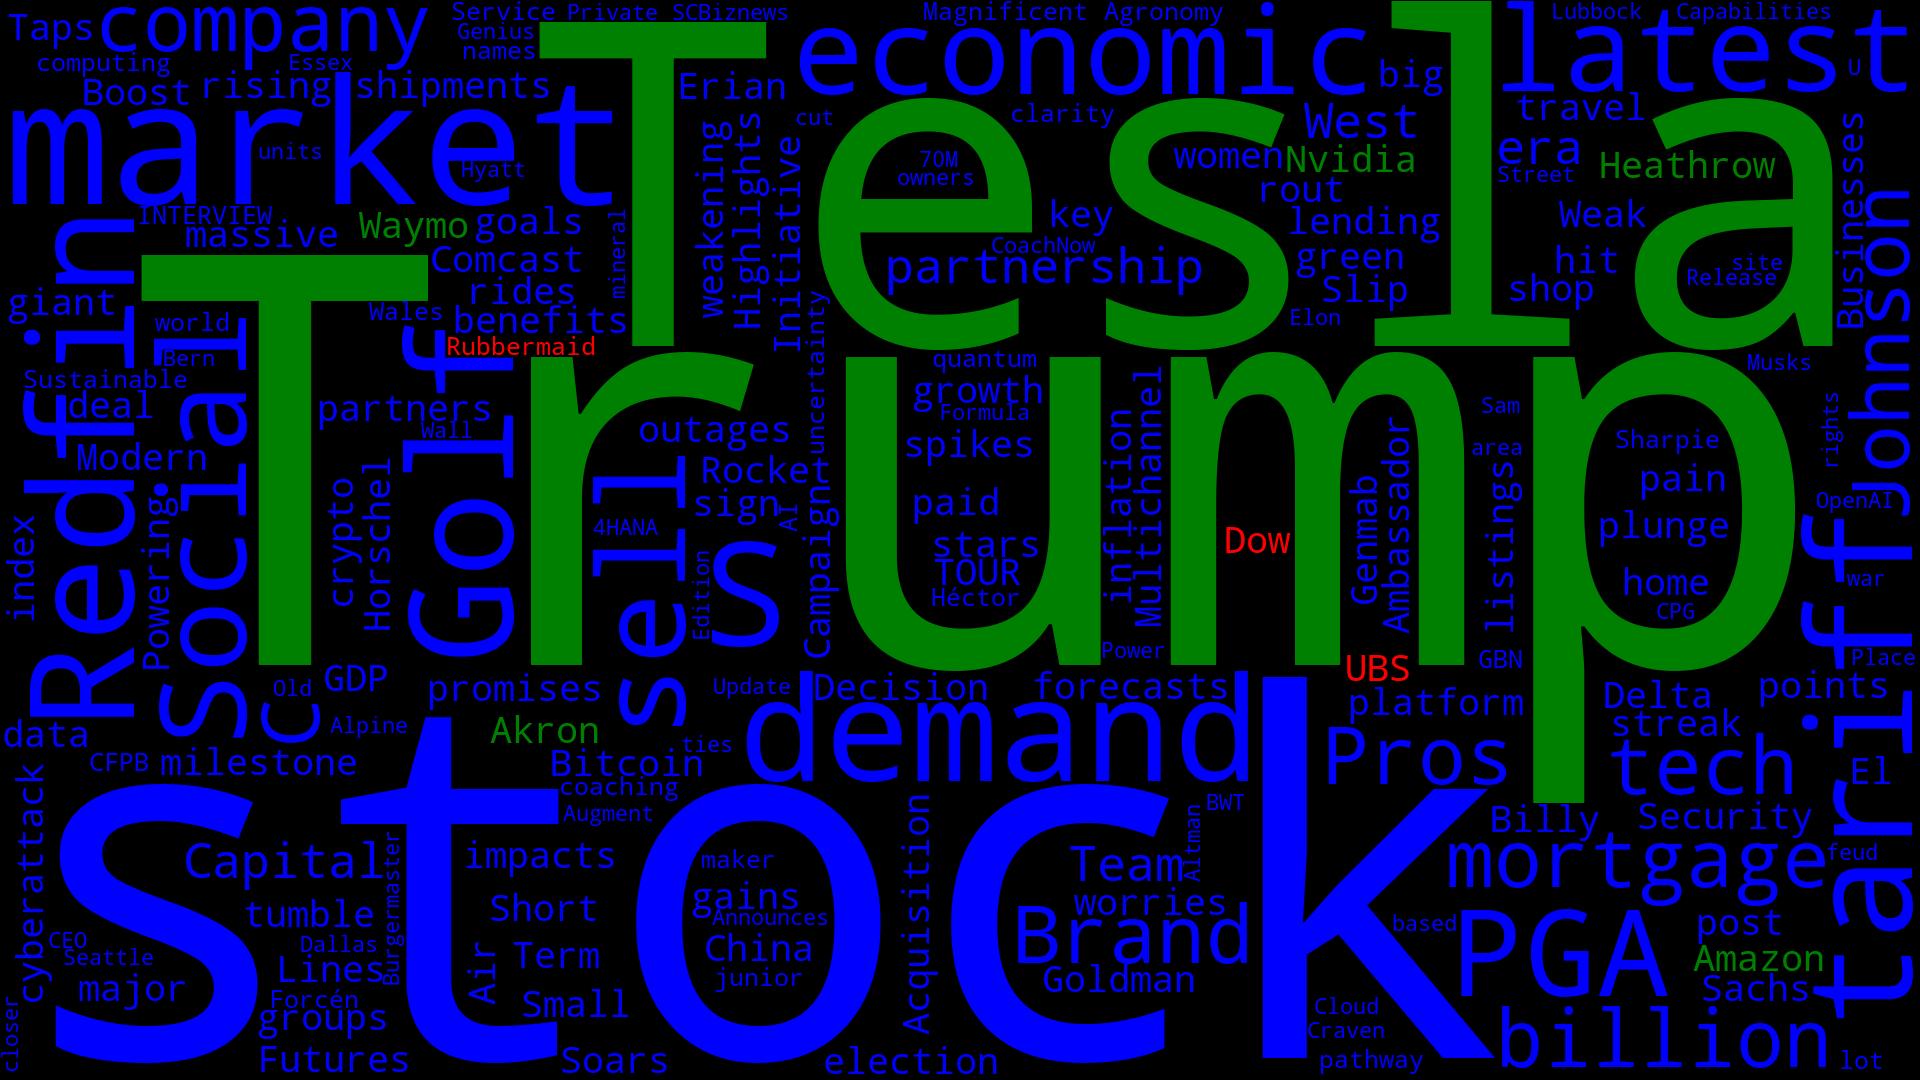 Taps
company
Service
Private
SCBiznews
Magnificent
Agronomy
Lubbock
Capabilities
Genius
names
computing
Essex
Tesla
economic
latest
big
U
Boost
rising
shipments
Erian
market
units
Hyatt
cut
clarity
West
travel
era
women
Nvidia
Street
Heathrow
70M
owners
rout
lending
key
Weak
INTERVIEW
massive
Waymo
goals
mineral
weakening
Highlights
Initiative
CoachNow
partnership
green
Slip
hit
shop
site
Release
Businesses
Johnson
Redfin
giant
Comcast
rides
benefits
Wales
world
Bern
Social
Rubbermaid
Elon
uncertainty
Trump
Musks
Sustainable
deal
Modern
partners
Wall
Golf
quantum
growth
Formula
spikes
outages
Rocket
sign
AI
paid
stars
TOUR
Héctor
inflation
Multichannel
Sam
area
listings
Sharpie
pain
plunge
home
CPG
rights
OpenAI
war
Place
index
Powering
crypto
Horschel
sell
4HANA
Edition
S
Campaign
Dow
Genmab
Ambassador
Power
UBS
GBN
tariff
data
GDP
Old
C
Alpine
promises
Akron
Update
Decision
forecasts
platform
Delta
streak
points
CFPB
milestone
Bitcoin
ties
demand
Pros
tech
El
coaching
Augment
BWT
Billy
Security
cyberattack
stock
Capital
Burgermaster
impacts
maker
gains
Announces
China
junior
Acquisition
Team
Altman
worries
Brand
Goldman
mortgage
feud
based
PGA
post
Amazon
Sachs
tumble
Dallas
Lines
CEO
Seattle
major
Forcén
groups
Futures
Short
Term
Air
Small
Soars
election
Cloud
Craven
pathway
billion
lot
closer